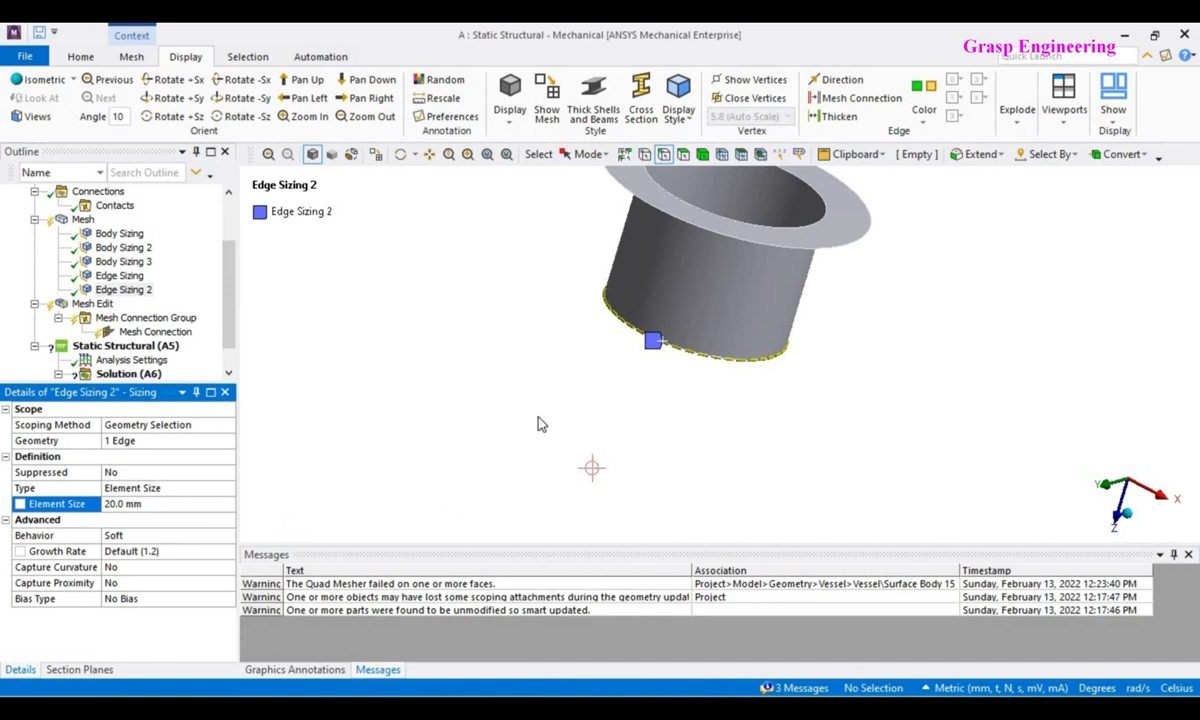 Context
A : Static Structural - Mechanical [ANSYS Mechanical Enterprise]
Grasp Engineering
File Home Mesh Display Selection Automation
Quick Launch
Isometric Previous Rotate +Sx Rotate -Sx Pan Up Pan Down Random Show Vertices Direction
Look At Next Rotate +Sy Rotate -Sy Pan Left Pan Right Rescale Close Vertices Mesh Connection
Views Angle 10 Rotate +Sz Rotate -Sz Zoom In Zoom Out Preferences 5.8 (Auto Scale) Thicken
Display Show Mesh Thick Shells and Beams Cross Section Display Style Color Explode Viewports Show
Orient Annotation Style Vertex Edge Display
Outline
Select Mode Clipboard [ Empty ] Extend Select By Convert
Name Search Outline
Connections
Contacts
Mesh
Body Sizing
Body Sizing 2
Body Sizing 3
Edge Sizing
Edge Sizing 2
Mesh Edit
Mesh Connection Group
Mesh Connection
Static Structural (A5)
Analysis Settings
Solution (A6)
Edge Sizing 2
Edge Sizing 2
Y X Z
Details of "Edge Sizing 2" - Sizing
Scope
Scoping Method Geometry Selection
Geometry 1 Edge
Definition
Suppressed No
Type Element Size
Element Size 20.0 mm
Advanced
Behavior Soft
Growth Rate Default (1.2)
Capture Curvature No
Capture Proximity No
Bias Type No Bias
Messages
Text Association Timestamp
Warninc The Quad Mesher failed on one or more faces. Project>Model>Geometry>Vessel>Vessel\Surface Body 15 Sunday, February 13, 2022 12:23:40 PM
Warninc One or more objects may have lost some scoping attachments during the geometry updat Project Sunday, February 13, 2022 12:17:47 PM
Warninc One or more parts were found to be unmodified so smart updated. Sunday, February 13, 2022 12:17:46 PM
Details Section Planes Graphics Annotations Messages
3 Messages No Selection Metric (mm, t, N, s, mV, mA) Degrees rad/s Celsius